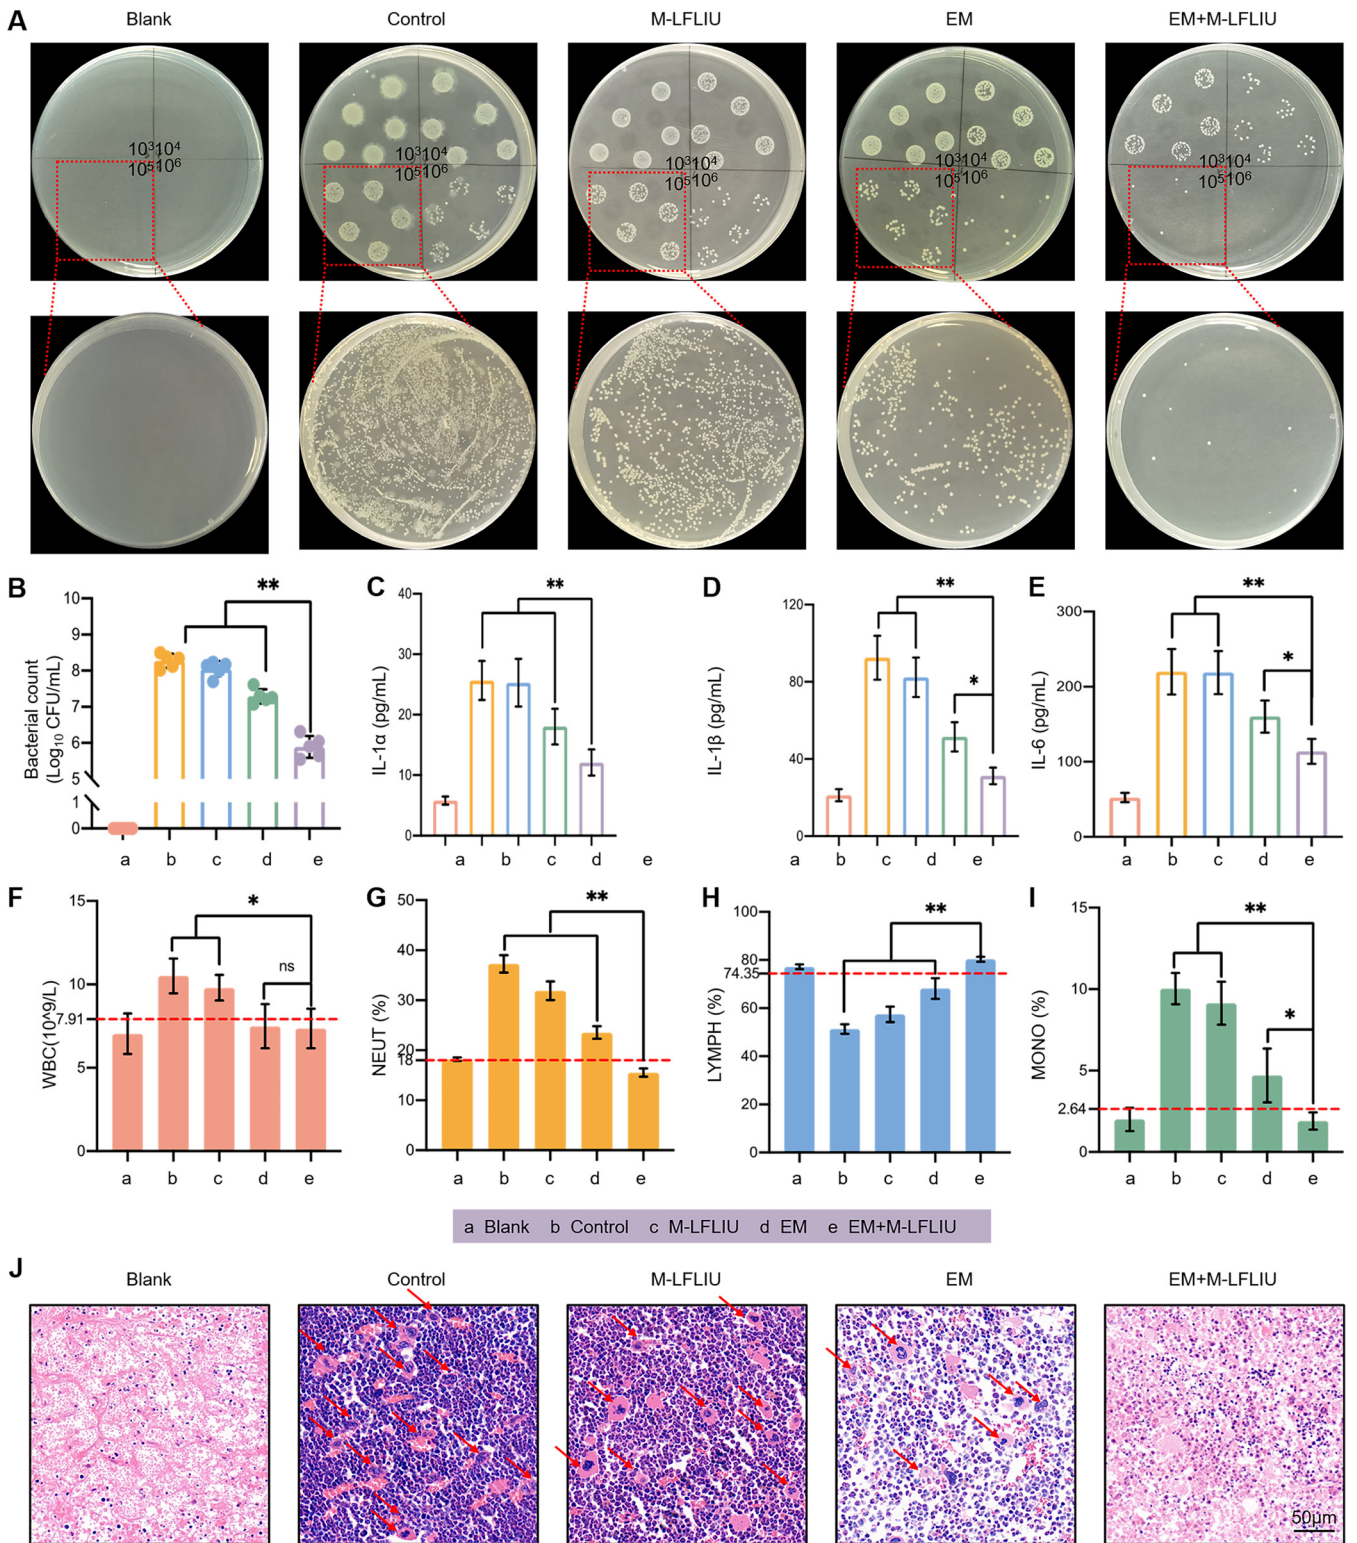 A
Blank Control M-LFLIU EM EM+M-LFLIU
10³10⁴ 10³10⁴ 10³10⁴ 10³10⁴ 10³10⁴
10⁵10⁶ 10⁵10⁶ 10⁵10⁶ 10⁵10⁶ 10⁵10⁶
B
Bacterial count
(Log₁₀ CFU/mL)
10
9
8
7
6
5
1
0
**
a b c d e
C
IL-1α (pg/mL)
40
30
20
10
0
**
a b c d e
D
IL-1β (pg/mL)
120
80
40
0
**
*
a b c d e
E
IL-6 (pg/mL)
300
200
100
0
**
*
a b c d e
F
WBC(10^9/L)
15
10
7.91
5
0
*
ns
a b c d e
G
NEUT (%)
50
40
30
20
18
10
0
**
a b c d e
H
LYMPH (%)
100
80
74.35
60
40
20
0
**
a b c d e
I
MONO (%)
15
10
5
2.64
0
**
*
a b c d e
a Blank b Control c M-LFLIU d EM e EM+M-LFLIU
J
Blank Control M-LFLIU EM EM+M-LFLIU
50μm